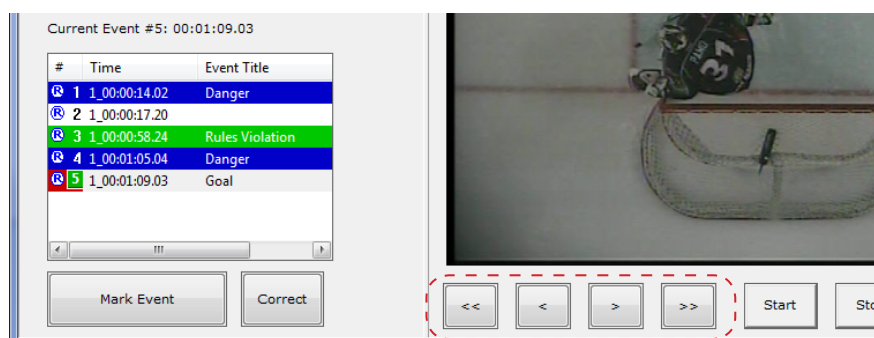 Current Event #5: 00:01:09.03
# Time Event Title
R 1 1_00:00:14.02 Danger
R 2 1_00:00:17.20
R 3 1_00:00:58.24 Rules Violation
R 4 1_00:01:05.04 Danger
R 5 1_00:01:09.03 Goal
Mark Event Correct
<< < > >> Start Sto
31